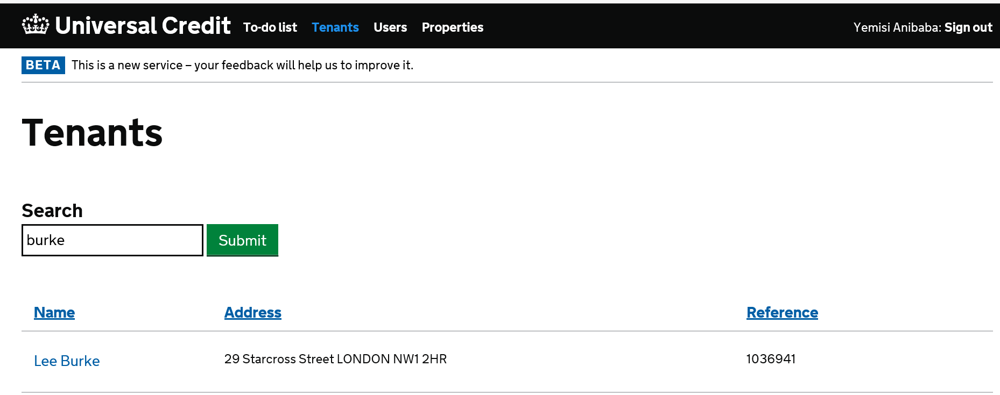 Universal Credit To-do list Tenants Users Properties Yemisi Anibaba: Sign out
BETA This is a new service – your feedback will help us to improve it.
Tenants
Search
burke Submit
Name Address Reference
Lee Burke 29 Starcross Street LONDON NW1 2HR 1036941